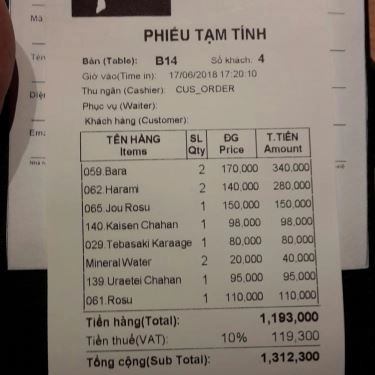 PHIẾU TẠM TÍNH
Bàn (Table): B14 Số khách. 4
Giờ vào(Time in): 17/06/2018 17:20:10
Thu ngân (Cashier): CUS_ORDER
Phục vụ (Waiter):
Khách hàng (Customer):
TÊN HÀNG SL ĐG T.TIỀN
Items Qty Price Amount
059.Bara 2 170,000 340,000
062.Harami 2 140,000 280,000
065.Jou Rosu 1 150,000 150,000
140.Kaisen Chahan 1 98,000 98,000
029.Tebasaki Karaage 1 80,000 80,000
Mineral Water 2 20,000 40,000
139.Uraetei Chahan 1 95,000 95,000
061.Rosu 1 110,000 110,000
Tiền hàng(Total): 1,193,000
Tiền thuế(VAT): 10% 119,300
Tổng cộng(Sub Total): 1,312,300